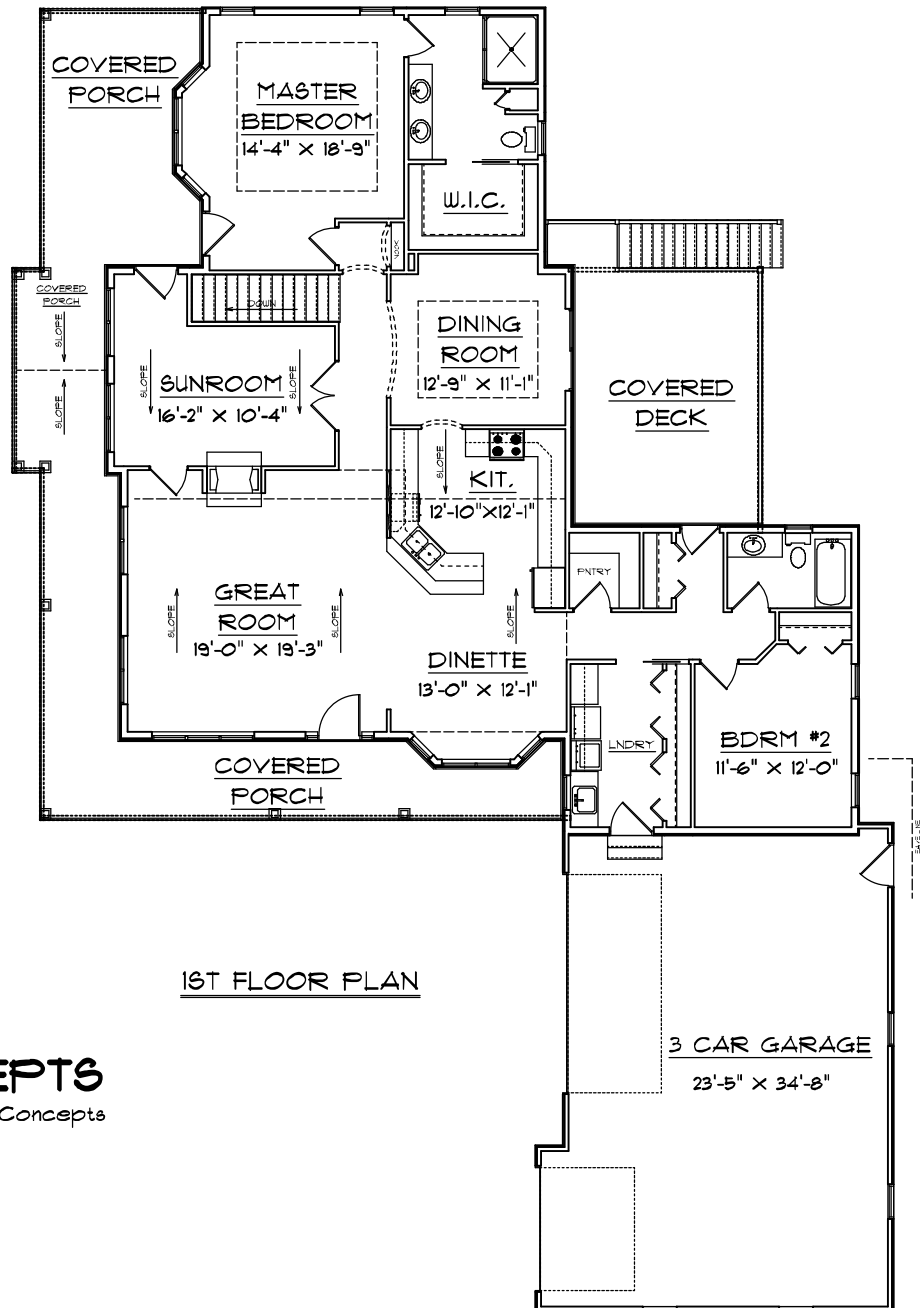 COVERED
PORCH
MASTER
BEDROOM
14'-4" X 18'-9"
W.I.C.
NOOK
COVERED
PORCH
SLOPE
SLOPE
DOWN
SUNROOM
16'-2" X 10'-4"
SLOPE
SLOPE
DINING
ROOM
12'-9" X 11'-1"
COVERED
DECK
SLOPE
KIT.
12'-10"X12'-1"
PNTRY
GREAT
ROOM
19'-0" X 19'-3"
SLOPE
SLOPE
SLOPE
DINETTE
13'-0" X 12'-1"
LNDRY
BDRM #2
11'-6" X 12'-0"
COVERED
PORCH
1ST FLOOR PLAN
3 CAR GARAGE
23'-5" X 34'-8"
EPTS
Concepts